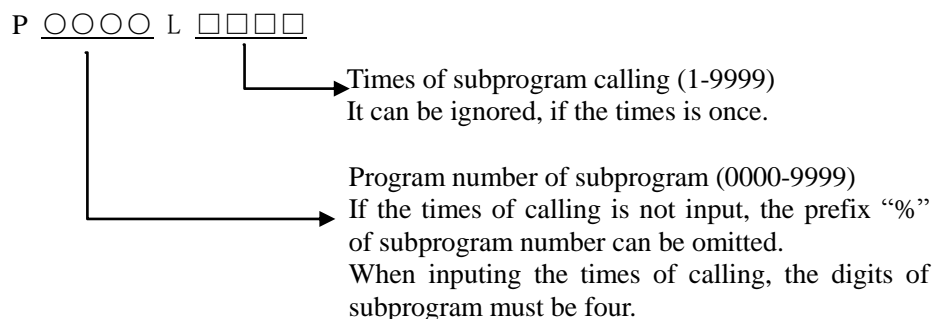 P ○○○○ L □□□□
Times of subprogram calling (1-9999)
It can be ignored, if the times is once.
Program number of subprogram (0000-9999)
If the times of calling is not input, the prefix “%”
of subprogram number can be omitted.
When inputing the times of calling, the digits of
subprogram must be four.